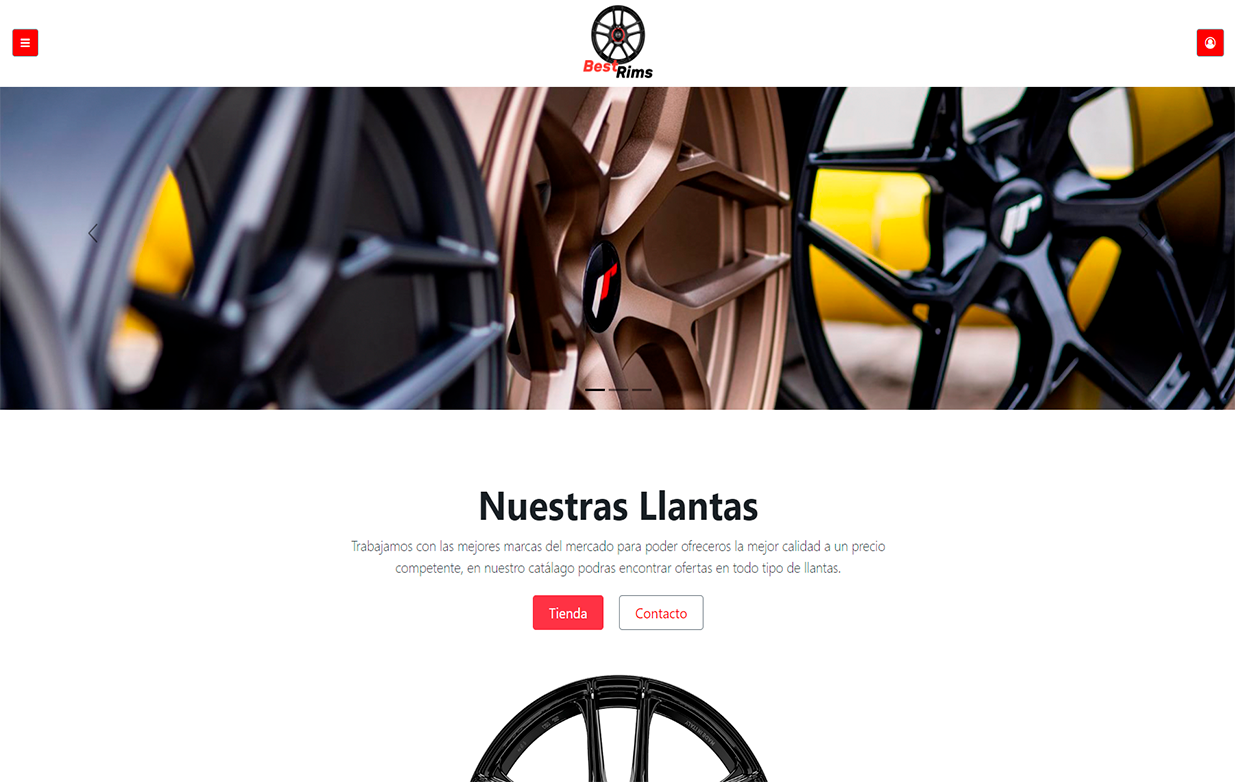 Best
Rims
Nuestras Llantas
Trabajamos con las mejores marcas del mercado para poder ofreceros la mejor calidad a un precio
competente, en nuestro catálago podras encontrar ofertas en todo tipo de llantas.
Tienda
Contacto